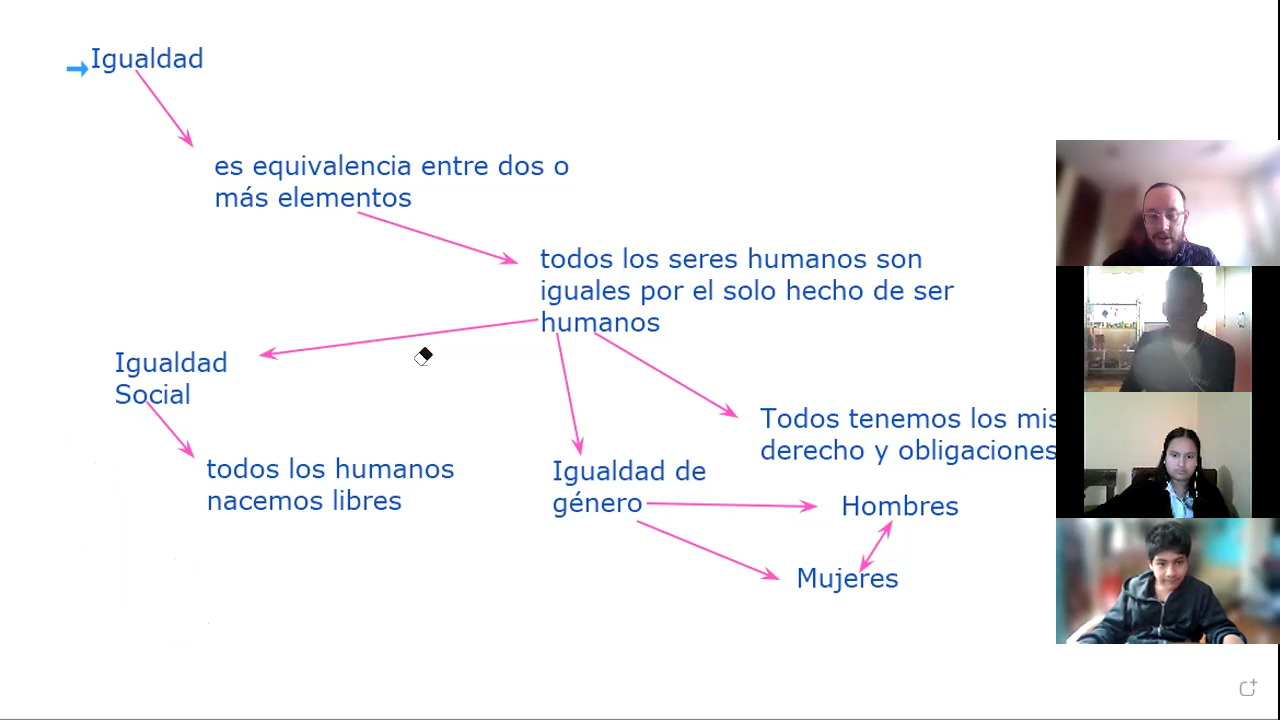 Igualdad
es equivalencia entre dos o
más elementos
todos los seres humanos son
iguales por el solo hecho de ser
humanos
Igualdad
Social
todos los humanos
nacemos libres
Todos tenemos los
derecho y obligaciones
Igualdad de
género
Hombres
Mujeres